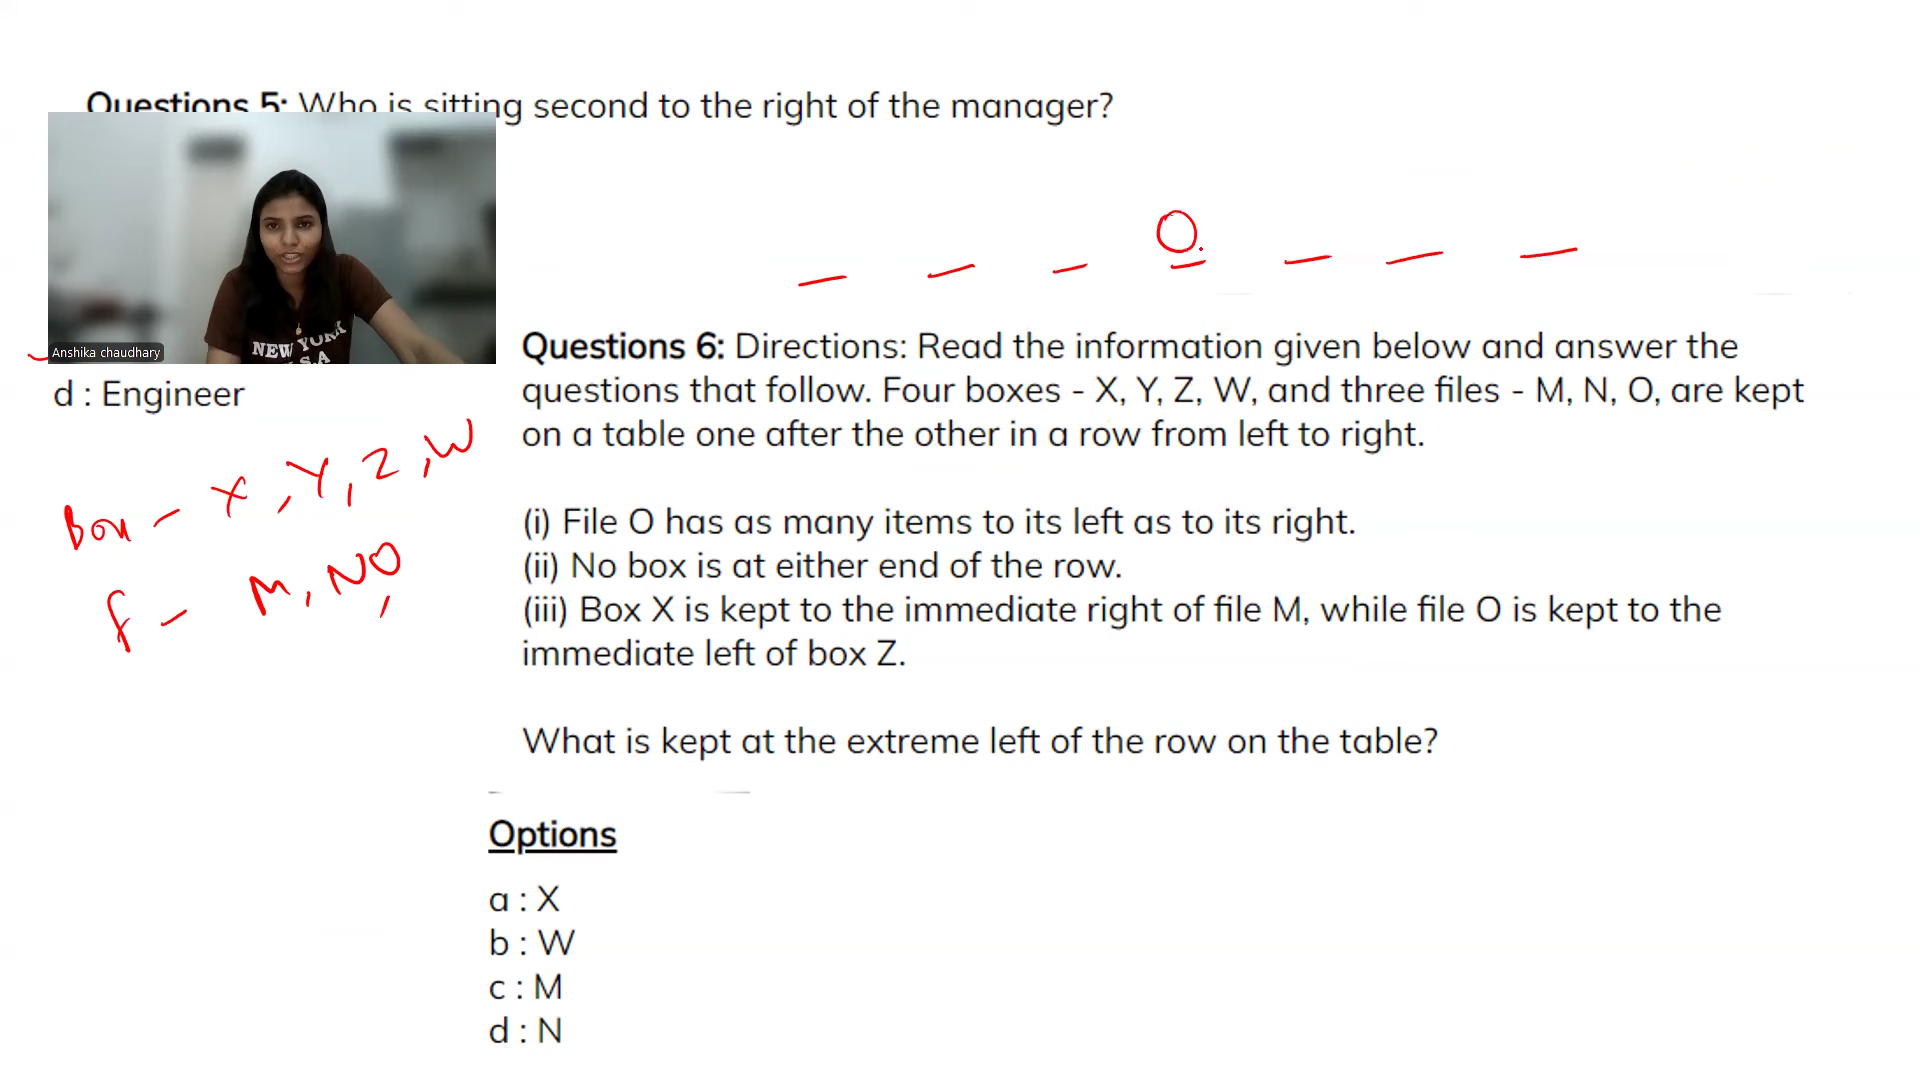 Questions 5: Who is sitting second to the right of the manager?
O
Anshika chaudhary
NEW YORK
d : Engineer
Box - X, Y, Z, W
f - M, N, O
Questions 6: Directions: Read the information given below and answer the
questions that follow. Four boxes - X, Y, Z, W, and three files - M, N, O, are kept
on a table one after the other in a row from left to right.
(i) File O has as many items to its left as to its right.
(ii) No box is at either end of the row.
(iii) Box X is kept to the immediate right of file M, while file O is kept to the
immediate left of box Z.
What is kept at the extreme left of the row on the table?
Options
a : X
b : W
c : M
d : N